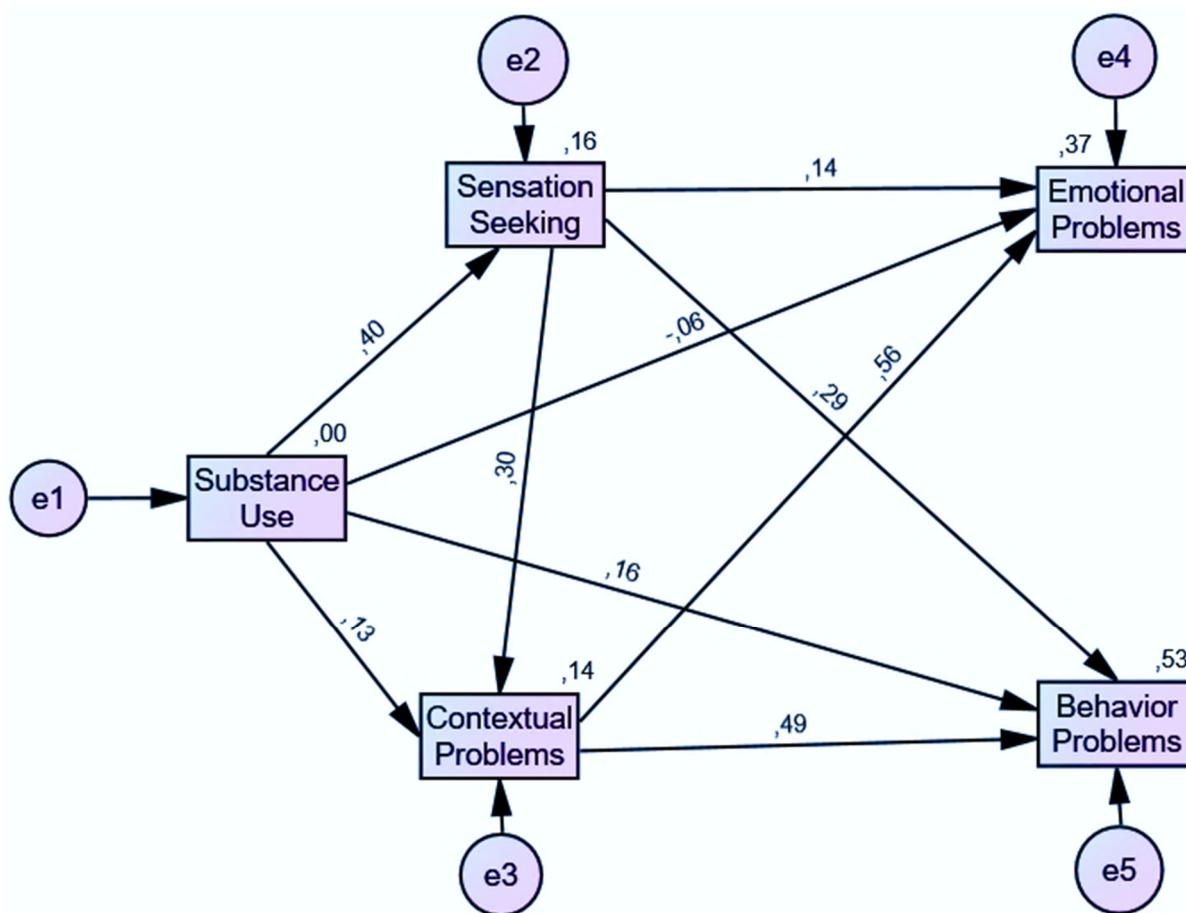 e2
e4
,16
,37
Sensation
Seeking
,14
Emotional
Problems
,40
-,06
,56
,29
,00
,30
Substance
Use
e1
,16
,13
,14
,53
Contextual
Problems
,49
Behavior
Problems
e3
e5